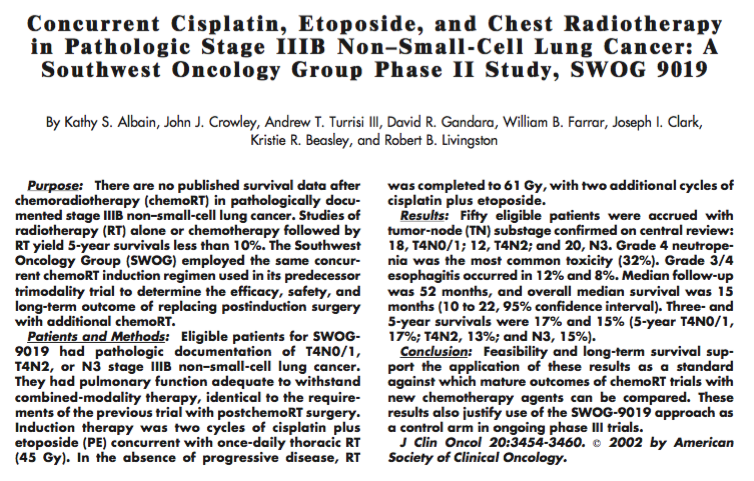 Concurrent Cisplatin, Etoposide, and Chest Radiotherapy
in Pathologic Stage IIIB Non–Small-Cell Lung Cancer: A
Southwest Oncology Group Phase II Study, SWOG 9019
By Kathy S. Albain, John J. Crowley, Andrew T. Turrisi III, David R. Gandara, William B. Farrar, Joseph I. Clark,
Kristie R. Beasley, and Robert B. Livingston
Purpose: There are no published survival data after
chemoradiotherapy (chemoRT) in pathologically docu-
mented stage IIIB non–small-cell lung cancer. Studies of
radiotherapy (RT) alone or chemotherapy followed by
RT yield 5-year survivals less than 10%. The Southwest
Oncology Group (SWOG) employed the same concur-
rent chemoRT induction regimen used in its predecessor
trimodality trial to determine the efficacy, safety, and
long-term outcome of replacing postinduction surgery
with additional chemoRT.
Patients and Methods: Eligible patients for SWOG-
9019 had pathologic documentation of T4N0/1,
T4N2, or N3 stage IIIB non–small-cell lung cancer.
They had pulmonary function adequate to withstand
combined-modality therapy, identical to the require-
ments of the previous trial with postchemoRT surgery.
Induction therapy was two cycles of cisplatin plus
etoposide (PE) concurrent with once-daily thoracic RT
(45 Gy). In the absence of progressive disease, RT
was completed to 61 Gy, with two additional cycles of
cisplatin plus etoposide.
Results: Fifty eligible patients were accrued with
tumor-node (TN) substage confirmed on central review:
18, T4N0/1; 12, T4N2; and 20, N3. Grade 4 neutrope-
nia was the most common toxicity (32%). Grade 3/4
esophagitis occurred in 12% and 8%. Median follow-up
was 52 months, and overall median survival was 15
months (10 to 22, 95% confidence interval). Three- and
5-year survivals were 17% and 15% (5-year T4N0/1,
17%; T4N2, 13%; and N3, 15%).
Conclusion: Feasibility and long-term survival sup-
port the application of these results as a standard
against which mature outcomes of chemoRT trials with
new chemotherapy agents can be compared. These
results also justify use of the SWOG-9019 approach as
a control arm in ongoing phase III trials.
J Clin Oncol 20:3454-3460. © 2002 by American
Society of Clinical Oncology.